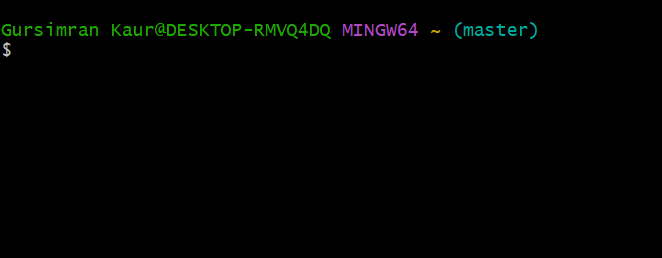 Gursimran Kaur@DESKTOP-RMVQ4DQ MINGW64 ~ (master)
$